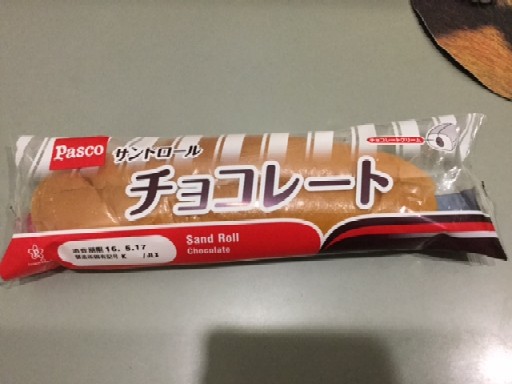 Pasco
サンドロール
チョコレートクリーム
チョコレート
Sand Roll
Chocolate
消費期限 16. 5.17